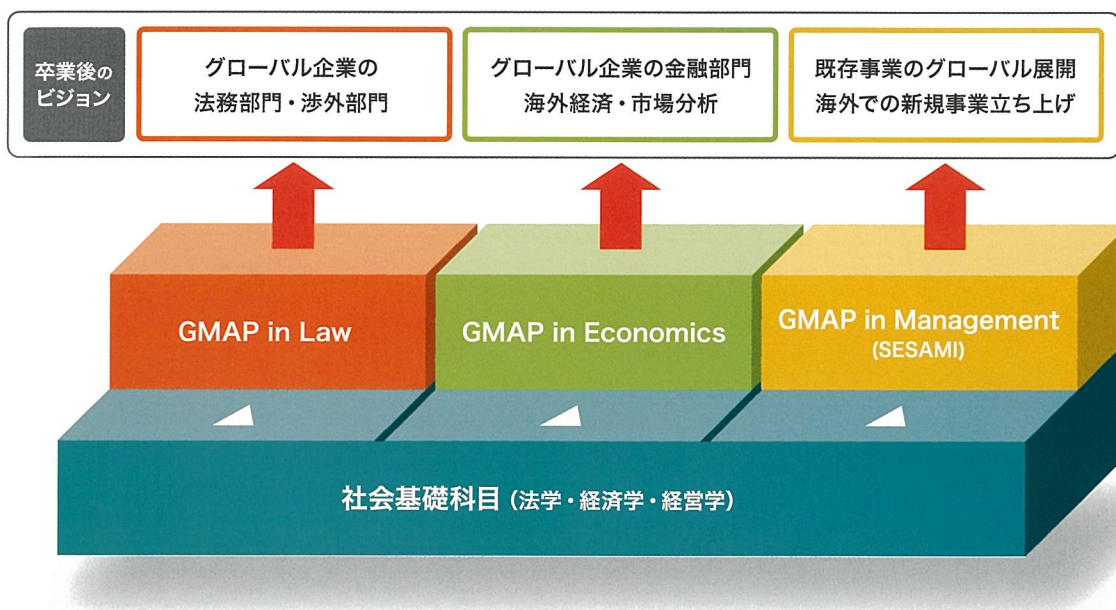 卒業後の
ビジョン
グローバル企業の
法務部門・渉外部門
グローバル企業の金融部門
海外経済・市場分析
既存事業のグローバル展開
海外での新規事業立ち上げ
GMAP in Law
GMAP in Economics
GMAP in Management
(SESAMI)
社会基礎科目（法学・経済学・経営学）